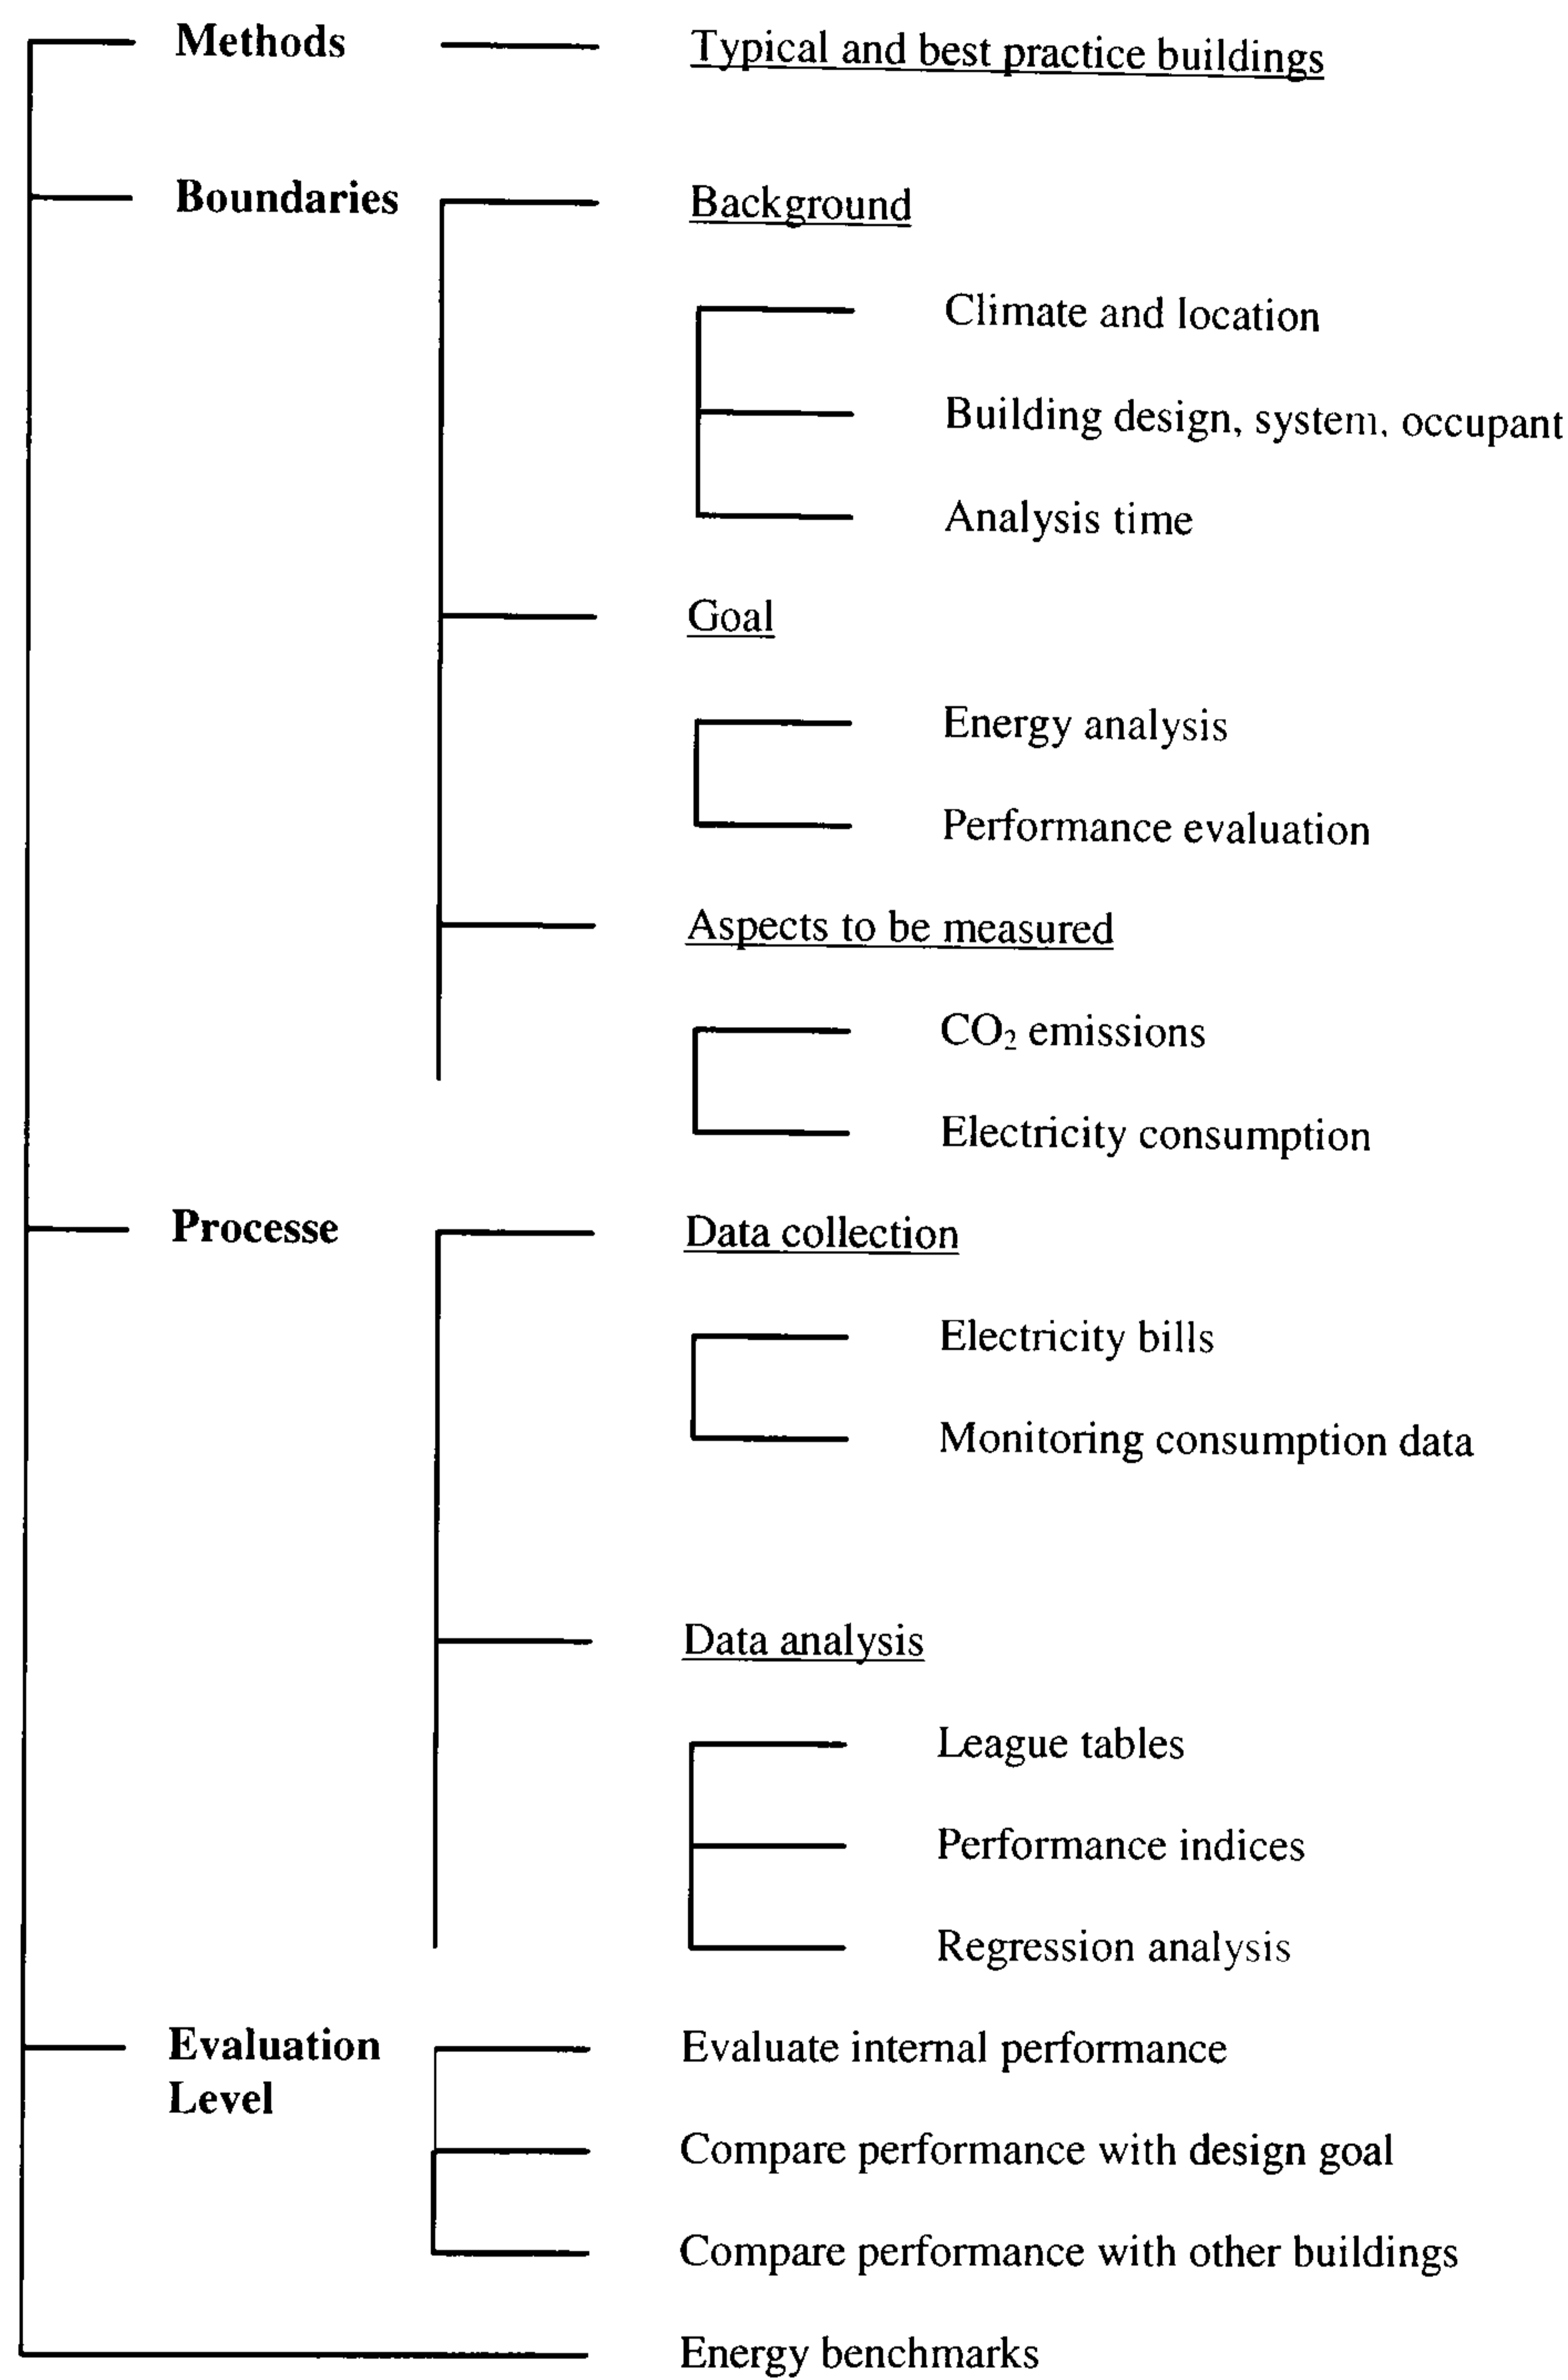 Methods
Typical and best practice buildings
Boundaries
Background
Climate and location
Building design, system, occupant
Analysis time
Goal
Energy analysis
Performance evaluation
Aspects to be measured
CO₂ emissions
Electricity consumption
Processe
Data collection
Electricity bills
Monitoring consumption data
Data analysis
League tables
Performance indices
Regression analysis
Evaluation
Level
Evaluate internal performance
Compare performance with design goal
Compare performance with other buildings
Energy benchmarks